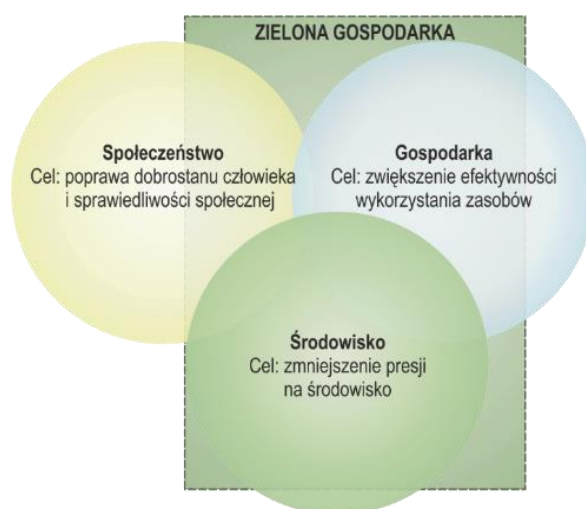 ZIELONA GOSPODARKA
Społeczeństwo
Cel: poprawa dobrostanu człowieka
i sprawiedliwości społecznej
Gospodarka
Cel: zwiększenie efektywności
wykorzystania zasobów
Środowisko
Cel: zmniejszenie presji
na środowisko